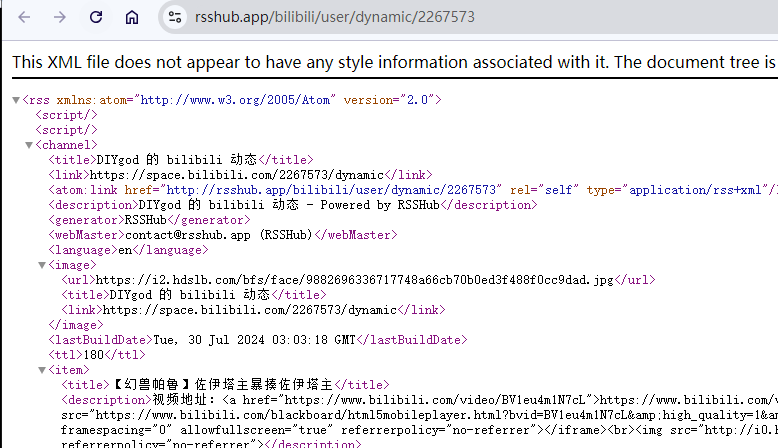 rsshub.app/bilibili/user/dynamic/2267573
This XML file does not appear to have any style information associated with it. The document tree is
▼<rss xmlns:atom="http://www.w3.org/2005/Atom" version="2.0">
<script/>
<script/>
▼<channel>
<title>DIYgod 的 bilibili 动态</title>
<link>https://space.bilibili.com/2267573/dynamic</link>
<atom:link href="http://rsshub.app/bilibili/user/dynamic/2267573" rel="self" type="application/rss+xml"/
<description>DIYgod 的 bilibili 动态 - Powered by RSSHub</description>
<generator>RSSHub</generator>
<webMaster>contact@rsshub.app (RSSHub)</webMaster>
<language>en</language>
▼<image>
<url>https://i2.hdslb.com/bfs/face/9882696336717748a66cb70b0ed3f488f0cc9dad.jpg</url>
<title>DIYgod 的 bilibili 动态</title>
<link>https://space.bilibili.com/2267573/dynamic</link>
</image>
<lastBuildDate>Tue, 30 Jul 2024 03:03:18 GMT</lastBuildDate>
<ttl>180</ttl>
▼<item>
<title>【幻兽帕鲁】佐伊塔主暴揍佐伊塔主</title>
<description>视频地址：<a href="https://www.bilibili.com/video/BV1eu4m1N7cL">https://www.bilibili.com/v
src="https://www.bilibili.com/blackboard/html5mobileplayer.html?bvid=BV1eu4m1N7cL&amp;high_quality=1&a
framespacing="0" allowfullscreen="true" referrerpolicy="no-referrer"></iframe><br><img src="http://i0.h
referrerpolicy="no-referrer"></description>